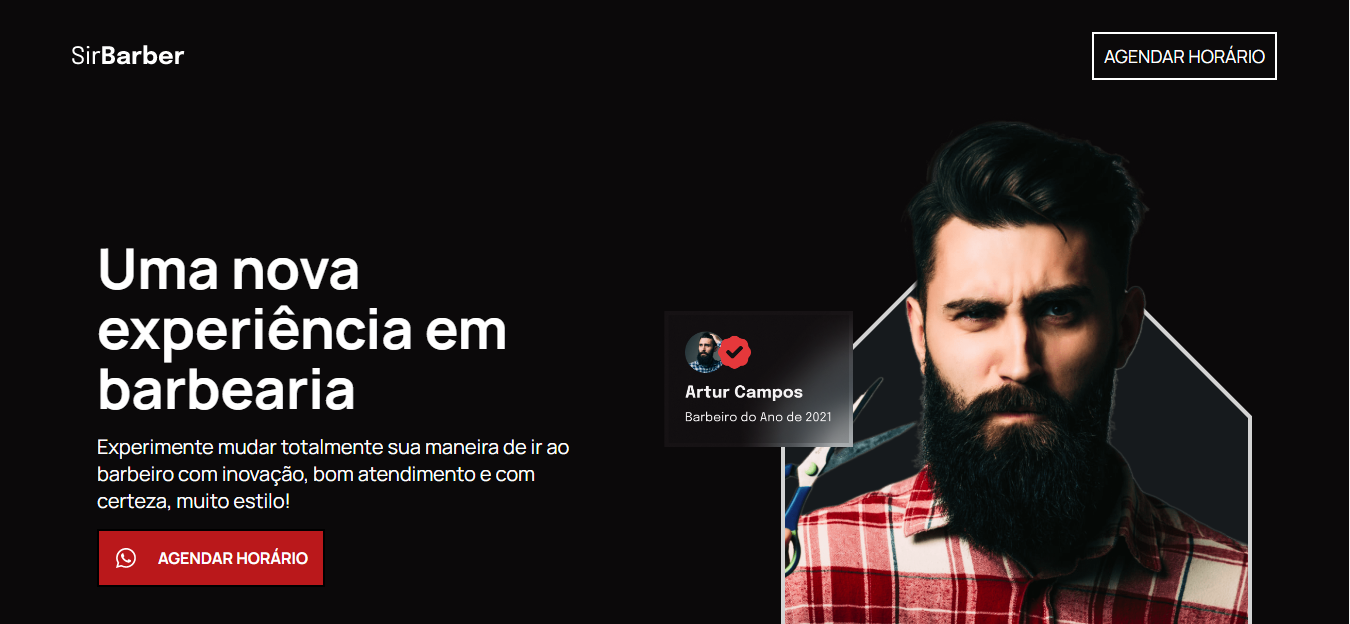 SirBarber
AGENDAR HORÁRIO
Uma nova
experiência em
barbearia
Experimente mudar totalmente sua maneira de ir ao
barbeiro com inovação, bom atendimento e com
certeza, muito estilo!
AGENDAR HORÁRIO
Artur Campos
Barbeiro do Ano de 2021